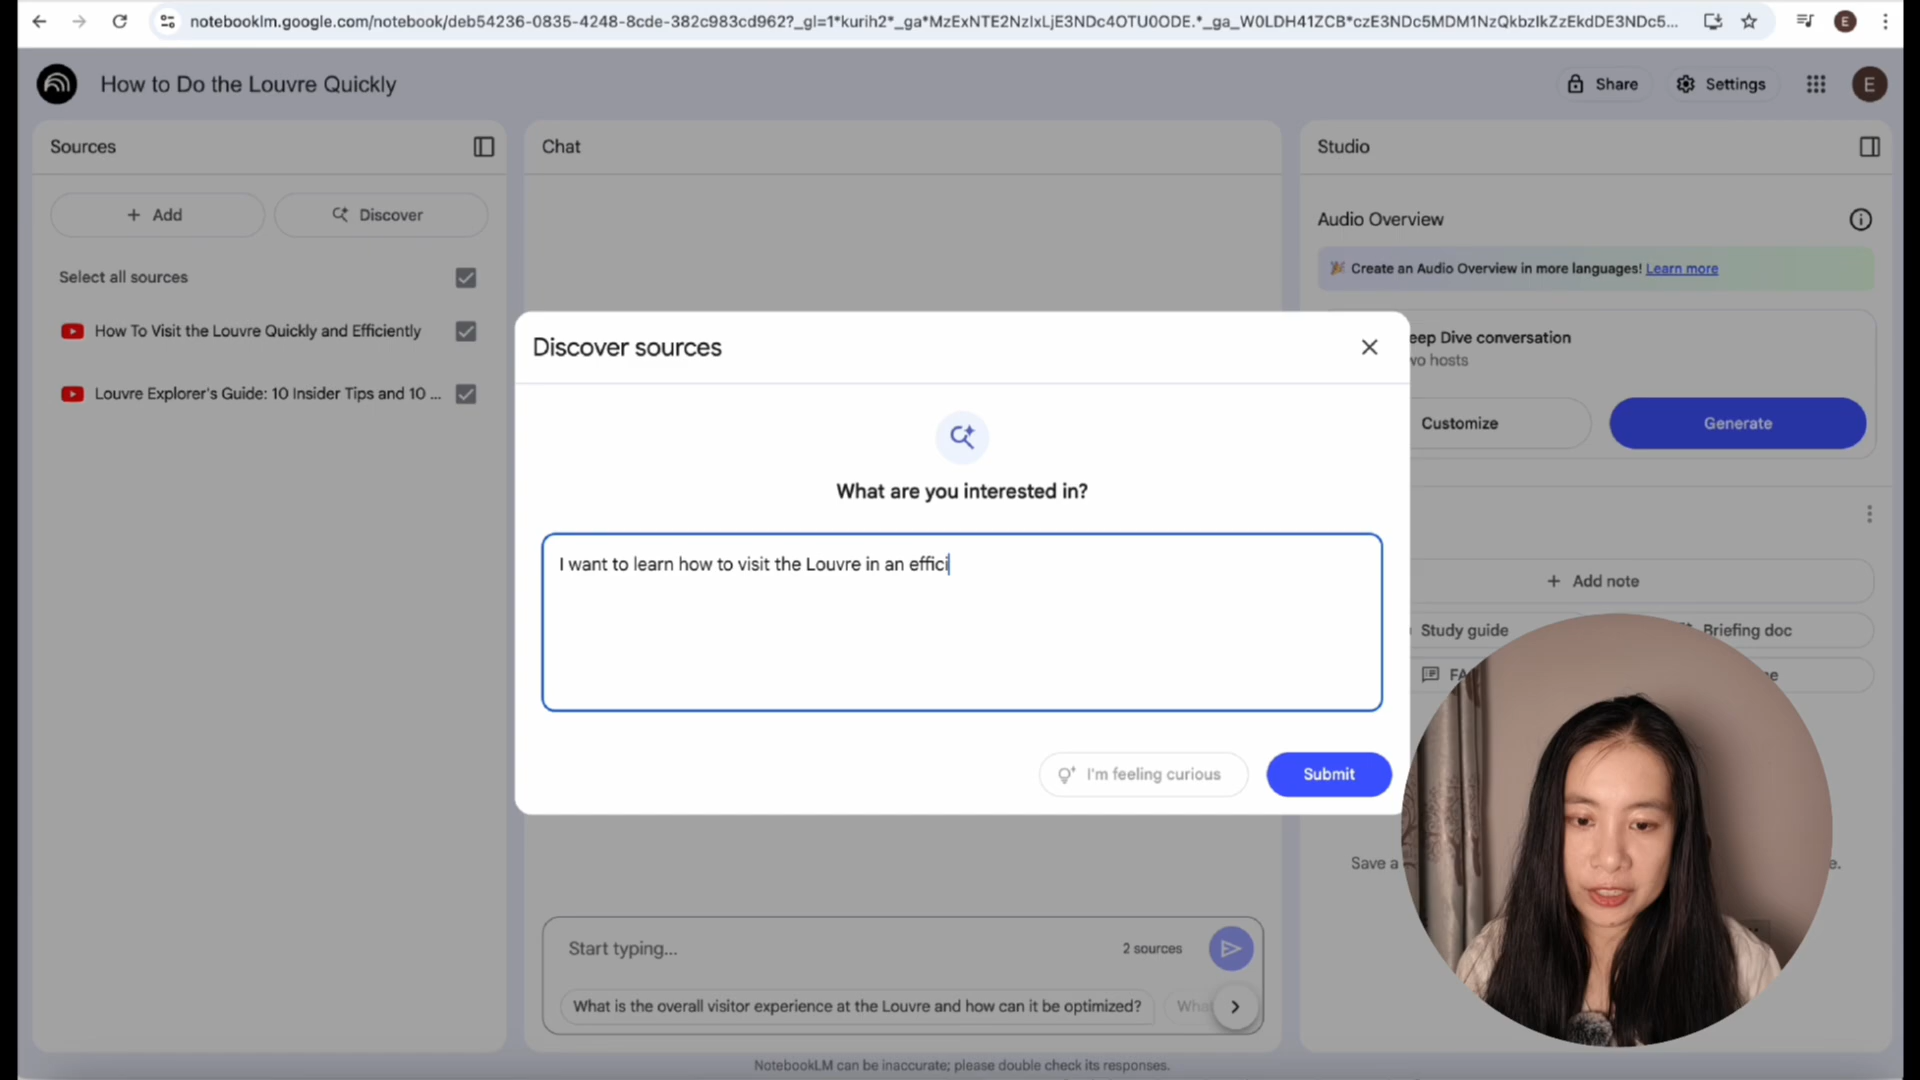 notebooklm.google.com/notebook/deb54236-0835-4248-8cde-382c983cd962?_gl=1*kurih2*_ga*MzExNTE2NzIxLjE3NDc4OTU0ODE.*_ga_W0LDH41ZCB*czE3NDc5MDM1NzQkbzIkZzEkdDE3NDc5...
E
How to Do the Louvre Quickly
Share
Settings
E
Sources
Chat
Studio
+ Add
Discover
Audio Overview
Select all sources
Create an Audio Overview in more languages! Learn more
How To Visit the Louvre Quickly and Efficiently
Louvre Explorer's Guide: 10 Insider Tips and 10 ...
Discover sources
eep Dive conversation
wo hosts
Customize
Generate
What are you interested in?
I want to learn how to visit the Louvre in an effici
+ Add note
Study guide
Briefing doc
FA
I'm feeling curious
Submit
Save a
e.
Start typing...
2 sources
What is the overall visitor experience at the Louvre and how can it be optimized?
What
NotebookLM can be inaccurate; please double check its responses.